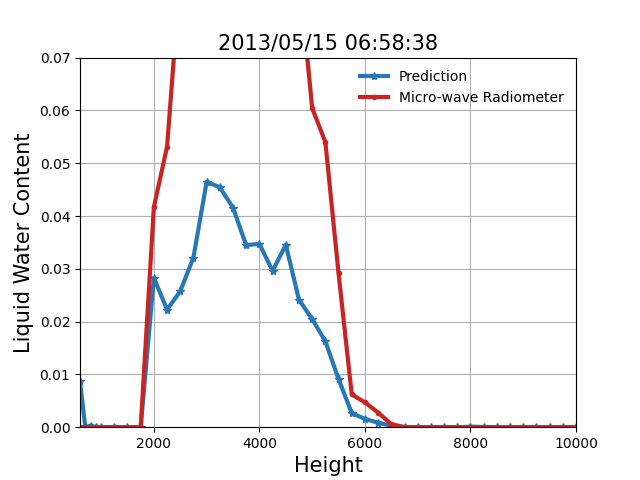 2013/05/15 06:58:38
Prediction
Micro-wave Radiometer
Liquid Water Content
0.07
0.06
0.05
0.04
0.03
0.02
0.01
0.00
2000 4000 6000 8000 10000
Height